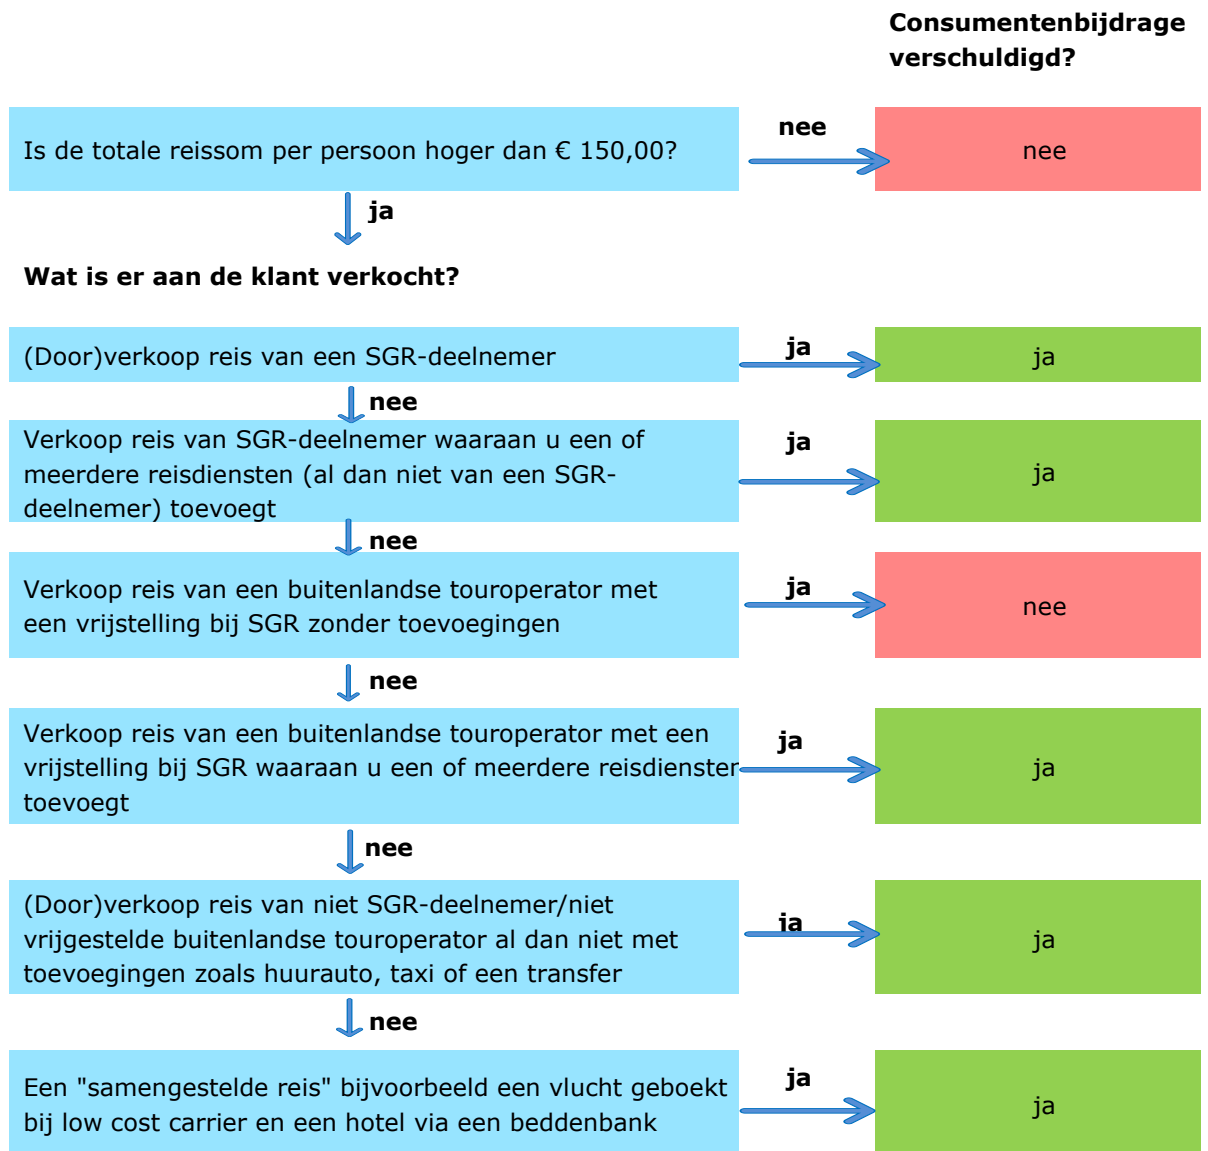 Consumentenbijdrage
verschuldigd?
Is de totale reissom per persoon hoger dan € 150,00?
nee
nee
ja
Wat is er aan de klant verkocht?
(Door)verkoop reis van een SGR-deelnemer
ja
ja
nee
Verkoop reis van SGR-deelnemer waaraan u een of
meerdere reisdiensten (al dan niet van een SGR-
deelnemer) toevoegt
ja
ja
nee
Verkoop reis van een buitenlandse touroperator met
een vrijstelling bij SGR zonder toevoegingen
ja
nee
nee
Verkoop reis van een buitenlandse touroperator met een
vrijstelling bij SGR waaraan u een of meerdere reisdienster
toevoegt
ja
ja
nee
(Door)verkoop reis van niet SGR-deelnemer/niet
vrijgestelde buitenlandse touroperator al dan niet met
toevoegingen zoals huurauto, taxi of een transfer
ja
ja
nee
Een "samengestelde reis" bijvoorbeeld een vlucht geboekt
bij low cost carrier en een hotel via een beddenbank
ja
ja